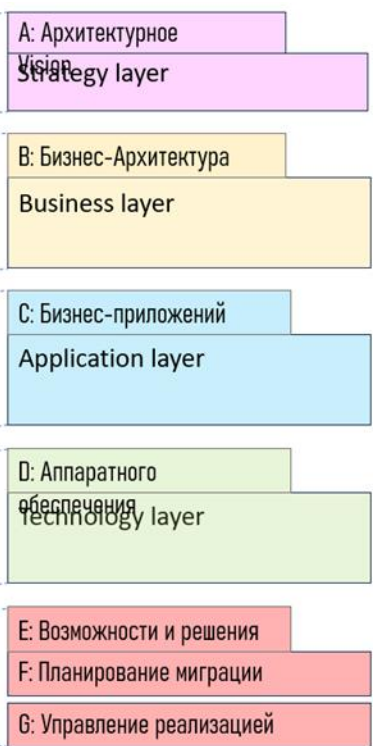 A: Архитектурное
Vision
Strategy layer
B: Бизнес-Архитектура
Business layer
C: Бизнес-приложений
Application layer
D: Аппаратного
обеспечения
Technology layer
E: Возможности и решения
F: Планирование миграции
G: Управление реализацией